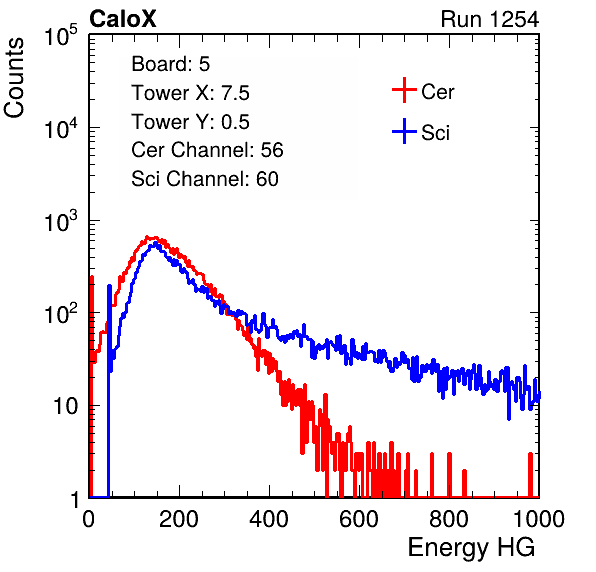 CaloX Run 1254
Counts
Board: 5
Tower X: 7.5
Tower Y: 0.5
Cer Channel: 56
Sci Channel: 60
Cer
Sci
10^5
10^4
10^3
10^2
10
1
0 200 400 600 800 1000
Energy HG